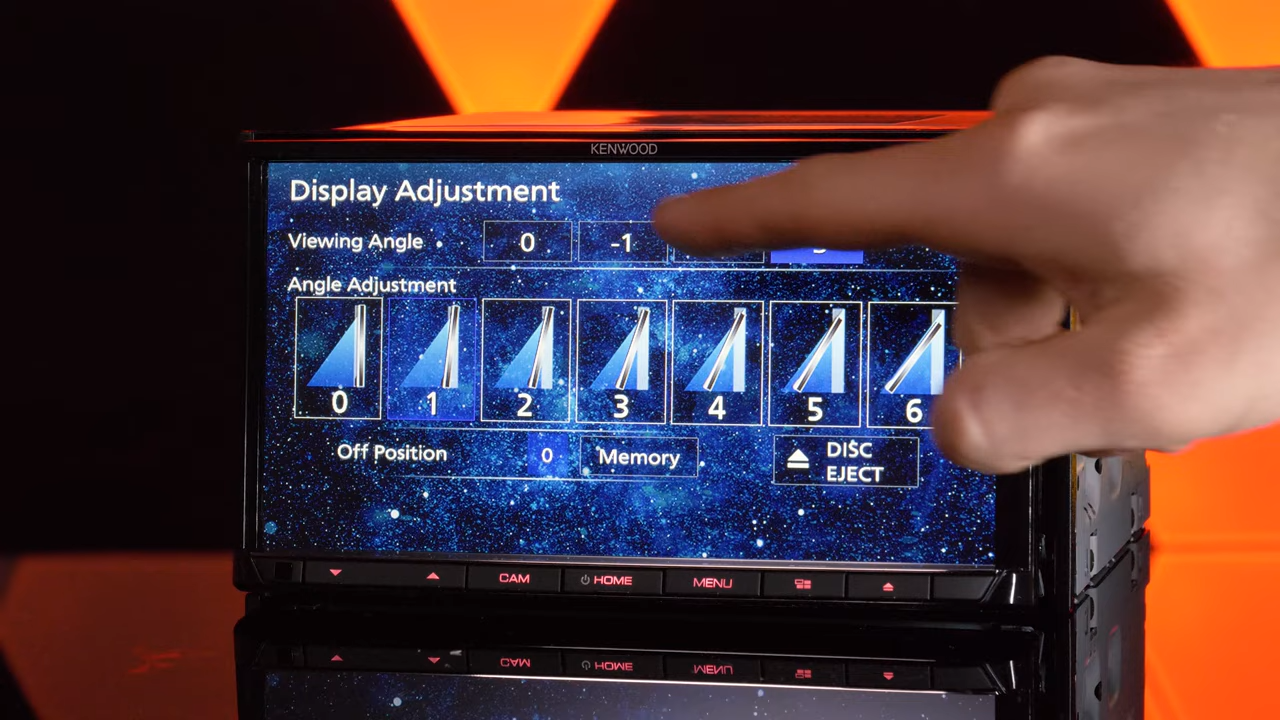 KENWOOD
Display Adjustment
Viewing Angle 0 -1
Angle Adjustment
0 1 2 3 4 5 6
Off Position 0 Memory DISC
EJECT
CAM HOME MENU